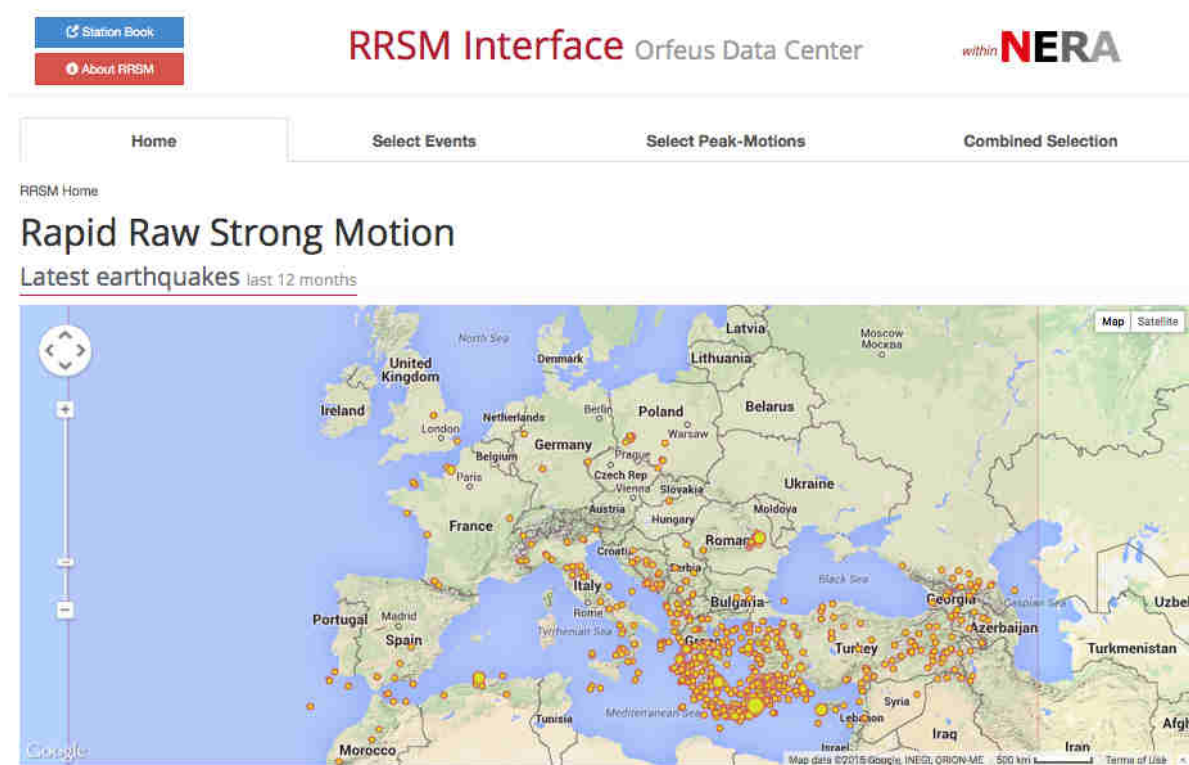 Station Book
About RRSM
RRSM Interface Orfeus Data Center
within NERA
Home
Select Events
Select Peak-Motions
Combined Selection
RRSM Home
Rapid Raw Strong Motion
Latest earthquakes last 12 months
Map Satellite
North Sea
Latvia
Moscow
Москва
United
Kingdom
Denmark
Lithuania
Ireland
Netherlands
Berlin
Poland
Belarus
London
Warsaw
Belgium
Germany
Prague
Paris
Czech Rep
Ukraine
Vienna
Slovakia
Austria
Moldova
France
Hungary
Croatia
Serbia
Italy
Black Sea
Portugal
Madrid
Rome
Bulgaria
Georgia
Caspian Sea
Uzbe
Spain
Tyrrhenian Sea
Azerbaijan
Turkey
Turkmenistan
Tunisia
Mediterranean Sea
Syria
Lebanon
Iraq
Iran
Afgh
Israel
Morocco
Google
Map data ©2015 Google, INEGI, ORION-ME
500 km
Terms of Use